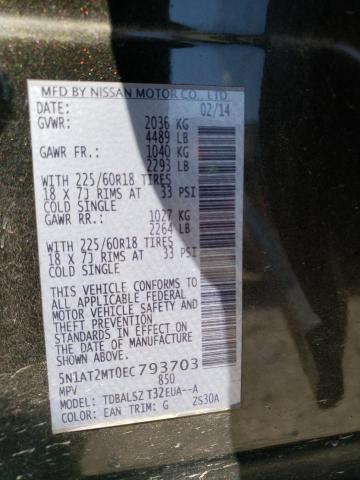 MFD BY NISSAN MOTOR CO., LTD.
DATE: 02/14
GVWR: 2036 KG
4489 LB
GAWR FR.: 1040 KG
2293 LB
WITH 225/60R18 TIRES
18 X 7J RIMS AT 33 PSI
COLD SINGLE
GAWR RR.: 1027 KG
2264 LB
WITH 225/60R18 TIRES
18 X 7J RIMS AT 33 PSI
COLD SINGLE
THIS VEHICLE CONFORMS TO
ALL APPLICABLE FEDERAL
MOTOR VEHICLE SAFETY
STANDARDS IN EFFECT ON THE
DATE OF MANUFACTURE SHOWN
ABOVE.
5N1AT2MT0EC793703
MPV 850
MODEL: TDBALSZ T32EUA--A
COLOR: EAN TRIM: G ZS30A